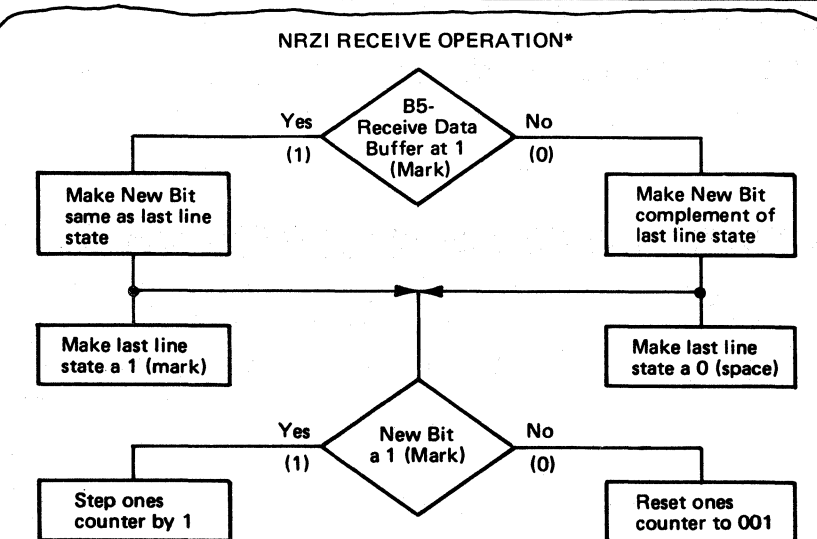 NRZI RECEIVE OPERATION*
B5-
Receive Data
Buffer at 1
(Mark)
Yes
(1)
No
(0)
Make New Bit
same as last line
state
Make New Bit
complement of
last line state
Make last line
state a 1 (mark)
Make last line
state a 0 (space)
New Bit
a 1 (Mark)
Yes
(1)
No
(0)
Step ones
counter by 1
Reset ones
counter to 001